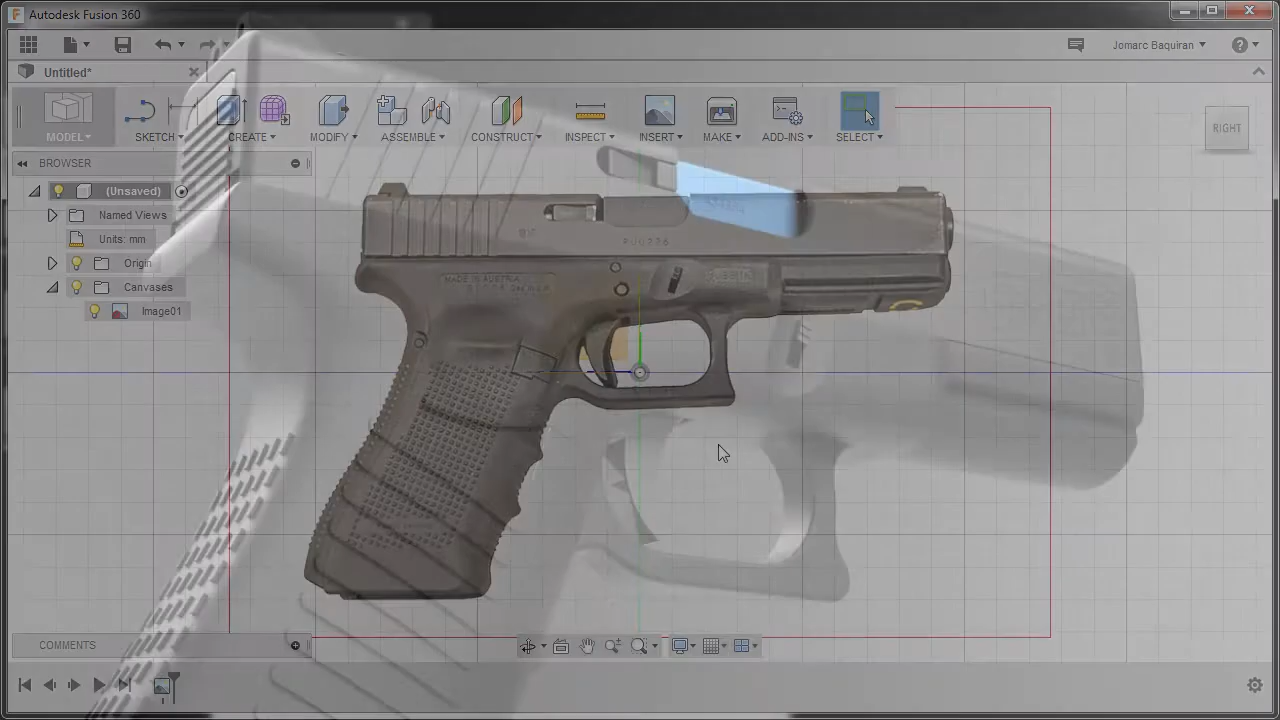 Autodesk Fusion 360
Jomarc Baquiran
Untitled*
MODEL
SKETCH
CREATE
MODIFY
ASSEMBLE
CONSTRUCT
INSPECT
INSERT
MAKE
ADD-INS
SELECT
RIGHT
BROWSER
(Unsaved)
Named Views
Units: mm
Origin
Canvases
Image01
MADE IN AUSTRIA
COMMENTS